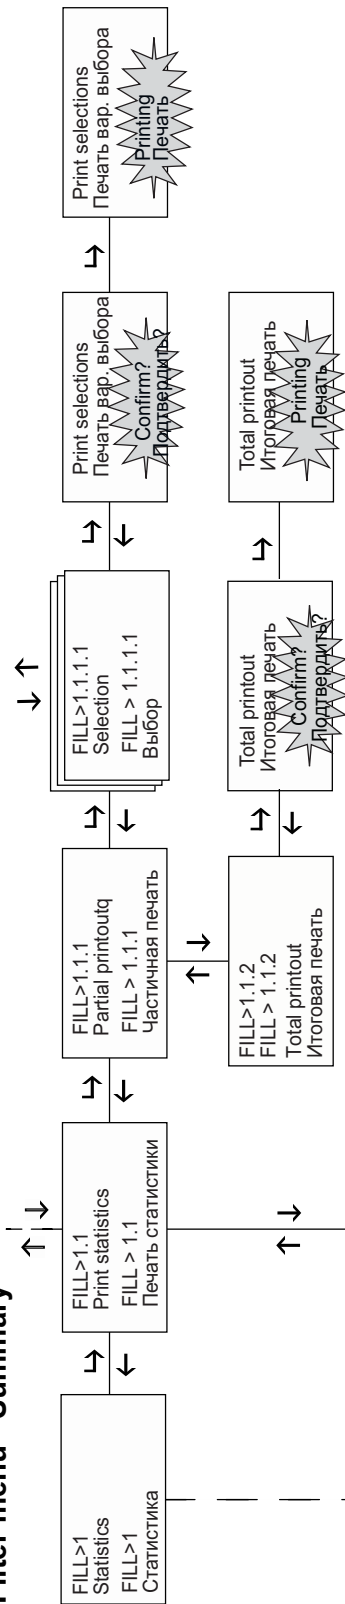 Filter menu - Summary
FILL>1
Statistics
FILL>1
Статистика
FILL>1.1
Print statistics
FILL > 1.1
Печать статистики
FILL>1.1.1
Partial printoutq
FILL > 1.1.1
Частичная печать
FILL>1.1.1.1
Selection
FILL > 1.1.1.1
Выбор
Print selections
Печать вар. выбора
Confirm?
Подтвердить?
Print selections
Печать вар. выбора
Printing
Печать
FILL>1.1.2
FILL > 1.1.2
Total printout
Итоговая печать
Total printout
Итоговая печать
Confirm?
Подтвердить?
Total printout
Итоговая печать
Printing
Печать